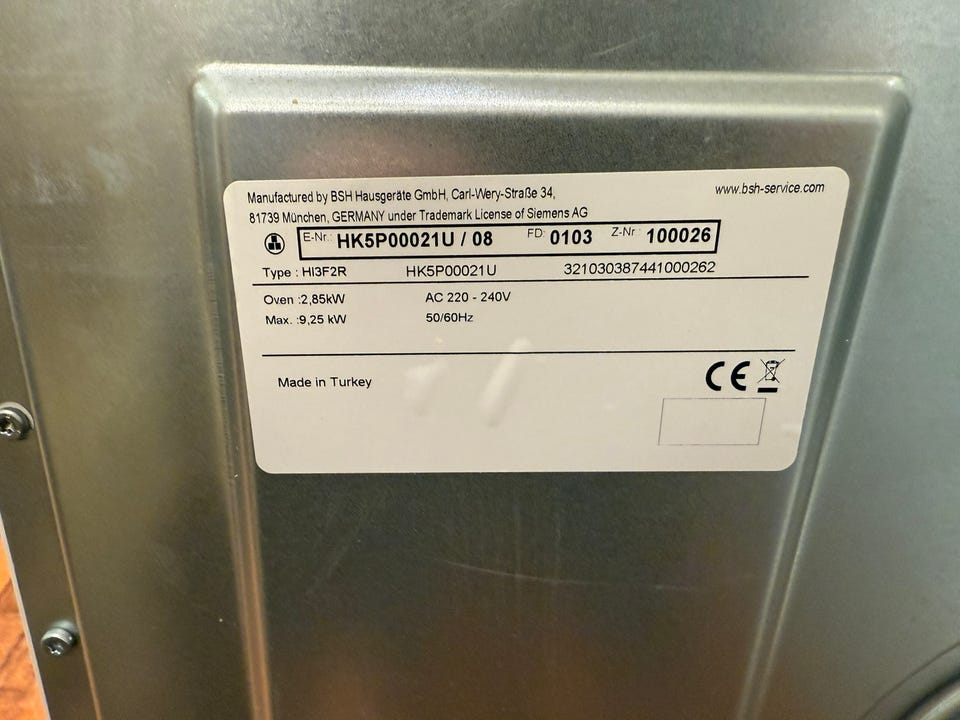 Manufactured by BSH Hausgeräte GmbH, Carl-Wery-Straße 34,
www.bsh-service.com
81739 München, GERMANY under Trademark License of Siemens AG
E-Nr.: HK5P00021U / 08 FD: 0103 Z-Nr.: 100026
Type : HI3F2R HK5P00021U 321030387441000262
Oven :2,85kW AC 220 - 240V
Max. :9,25 kW 50/60Hz
Made in Turkey CE